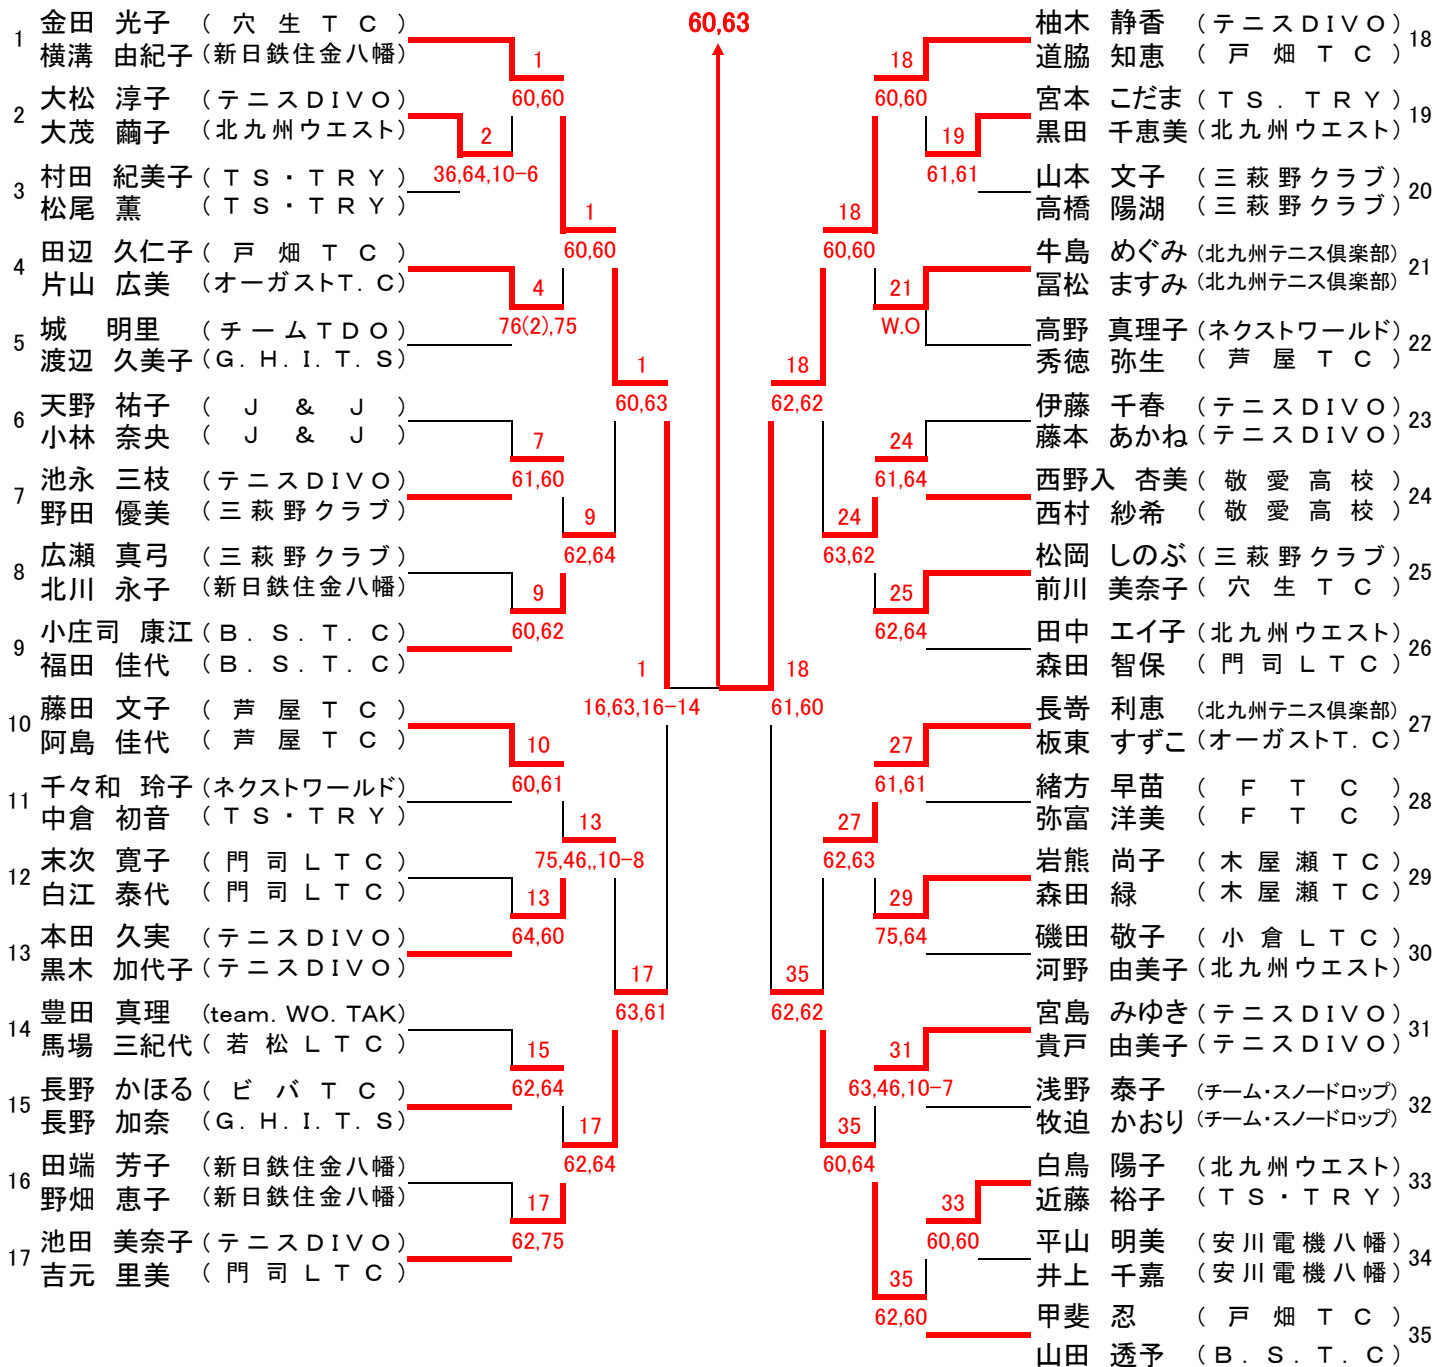 60,63
1 金田 光子 (穴生TC)
横溝 由紀子 (新日鉄住金八幡)
2 大松 淳子 (テニスDIVO)
大茂 繭子 (北九州ウエスト)
3 村田 紀美子 (TS・TRY)
松尾 薫 (TS・TRY)
4 田辺 久仁子 (戸畑TC)
片山 広美 (オーガストT.C)
5 城 明里 (チームTDO)
渡辺 久美子 (G.H.I.T.S)
6 天野 祐子 (J&J)
小林 奈央 (J&J)
7 池永 三枝 (テニスDIVO)
野田 優美 (三萩野クラブ)
8 広瀬 真弓 (三萩野クラブ)
北川 永子 (新日鉄住金八幡)
9 小庄司 康江 (B.S.T.C)
福田 佳代 (B.S.T.C)
10 藤田 文子 (芦屋TC)
阿島 佳代 (芦屋TC)
11 千々和 玲子 (ネクストワールド)
中倉 初音 (TS・TRY)
12 末次 寛子 (門司LTC)
白江 泰代 (門司LTC)
13 本田 久実 (テニスDIVO)
黒木 加代子 (テニスDIVO)
14 豊田 真理 (team.WO.TAK)
馬場 三紀代 (若松LTC)
15 長野 かほる (ビバTC)
長野 加奈 (G.H.I.T.S)
16 田端 芳子 (新日鉄住金八幡)
野畑 恵子 (新日鉄住金八幡)
17 池田 美奈子 (テニスDIVO)
吉元 里美 (門司LTC)
1
60,60
2
36,64,10-6
1
60,60
4
76(2),75
1
60,63
7
61,60
9
62,64
9
60,62
1
16,63,16-14
10
60,61
13
75,46,,10-8
13
64,60
17
63,61
15
62,64
17
62,64
17
62,75
18
60,60
19
61,61
18
60,60
21
W.O
18
62,62
24
61,64
24
63,62
25
62,64
18
61,60
27
61,61
27
62,63
29
75,64
35
62,62
31
63,46,10-7
35
60,64
33
60,60
35
62,60
柚木 静香 (テニスDIVO) 18
道脇 知恵 (戸畑TC)
宮本 こだま (TS.TRY) 19
黒田 千恵美 (北九州ウエスト)
山本 文子 (三萩野クラブ) 20
高橋 陽湖 (三萩野クラブ)
牛島 めぐみ (北九州テニス倶楽部) 21
冨松 ますみ (北九州テニス倶楽部)
高野 真理子 (ネクストワールド) 22
秀徳 弥生 (芦屋TC)
伊藤 千春 (テニスDIVO) 23
藤本 あかね (テニスDIVO)
西野入 杏美 (敬愛高校) 24
西村 紗希 (敬愛高校)
松岡 しのぶ (三萩野クラブ) 25
前川 美奈子 (穴生TC)
田中 エイ子 (北九州ウエスト) 26
森田 智保 (門司LTC)
長嵜 利恵 (北九州テニス倶楽部) 27
板東 すずこ (オーガストT.C)
緒方 早苗 (FTC) 28
弥富 洋美 (FTC)
岩熊 尚子 (木屋瀬TC) 29
森田 緑 (木屋瀬TC)
磯田 敬子 (小倉LTC) 30
河野 由美子 (北九州ウエスト)
宮島 みゆき (テニスDIVO) 31
貴戸 由美子 (テニスDIVO)
浅野 泰子 (チーム・スノードロップ) 32
牧迫 かおり (チーム・スノードロップ)
白鳥 陽子 (北九州ウエスト) 33
近藤 裕子 (TS・TRY)
平山 明美 (安川電機八幡) 34
井上 千嘉 (安川電機八幡)
甲斐 忍 (戸畑TC) 35
山田 透予 (B.S.T.C)